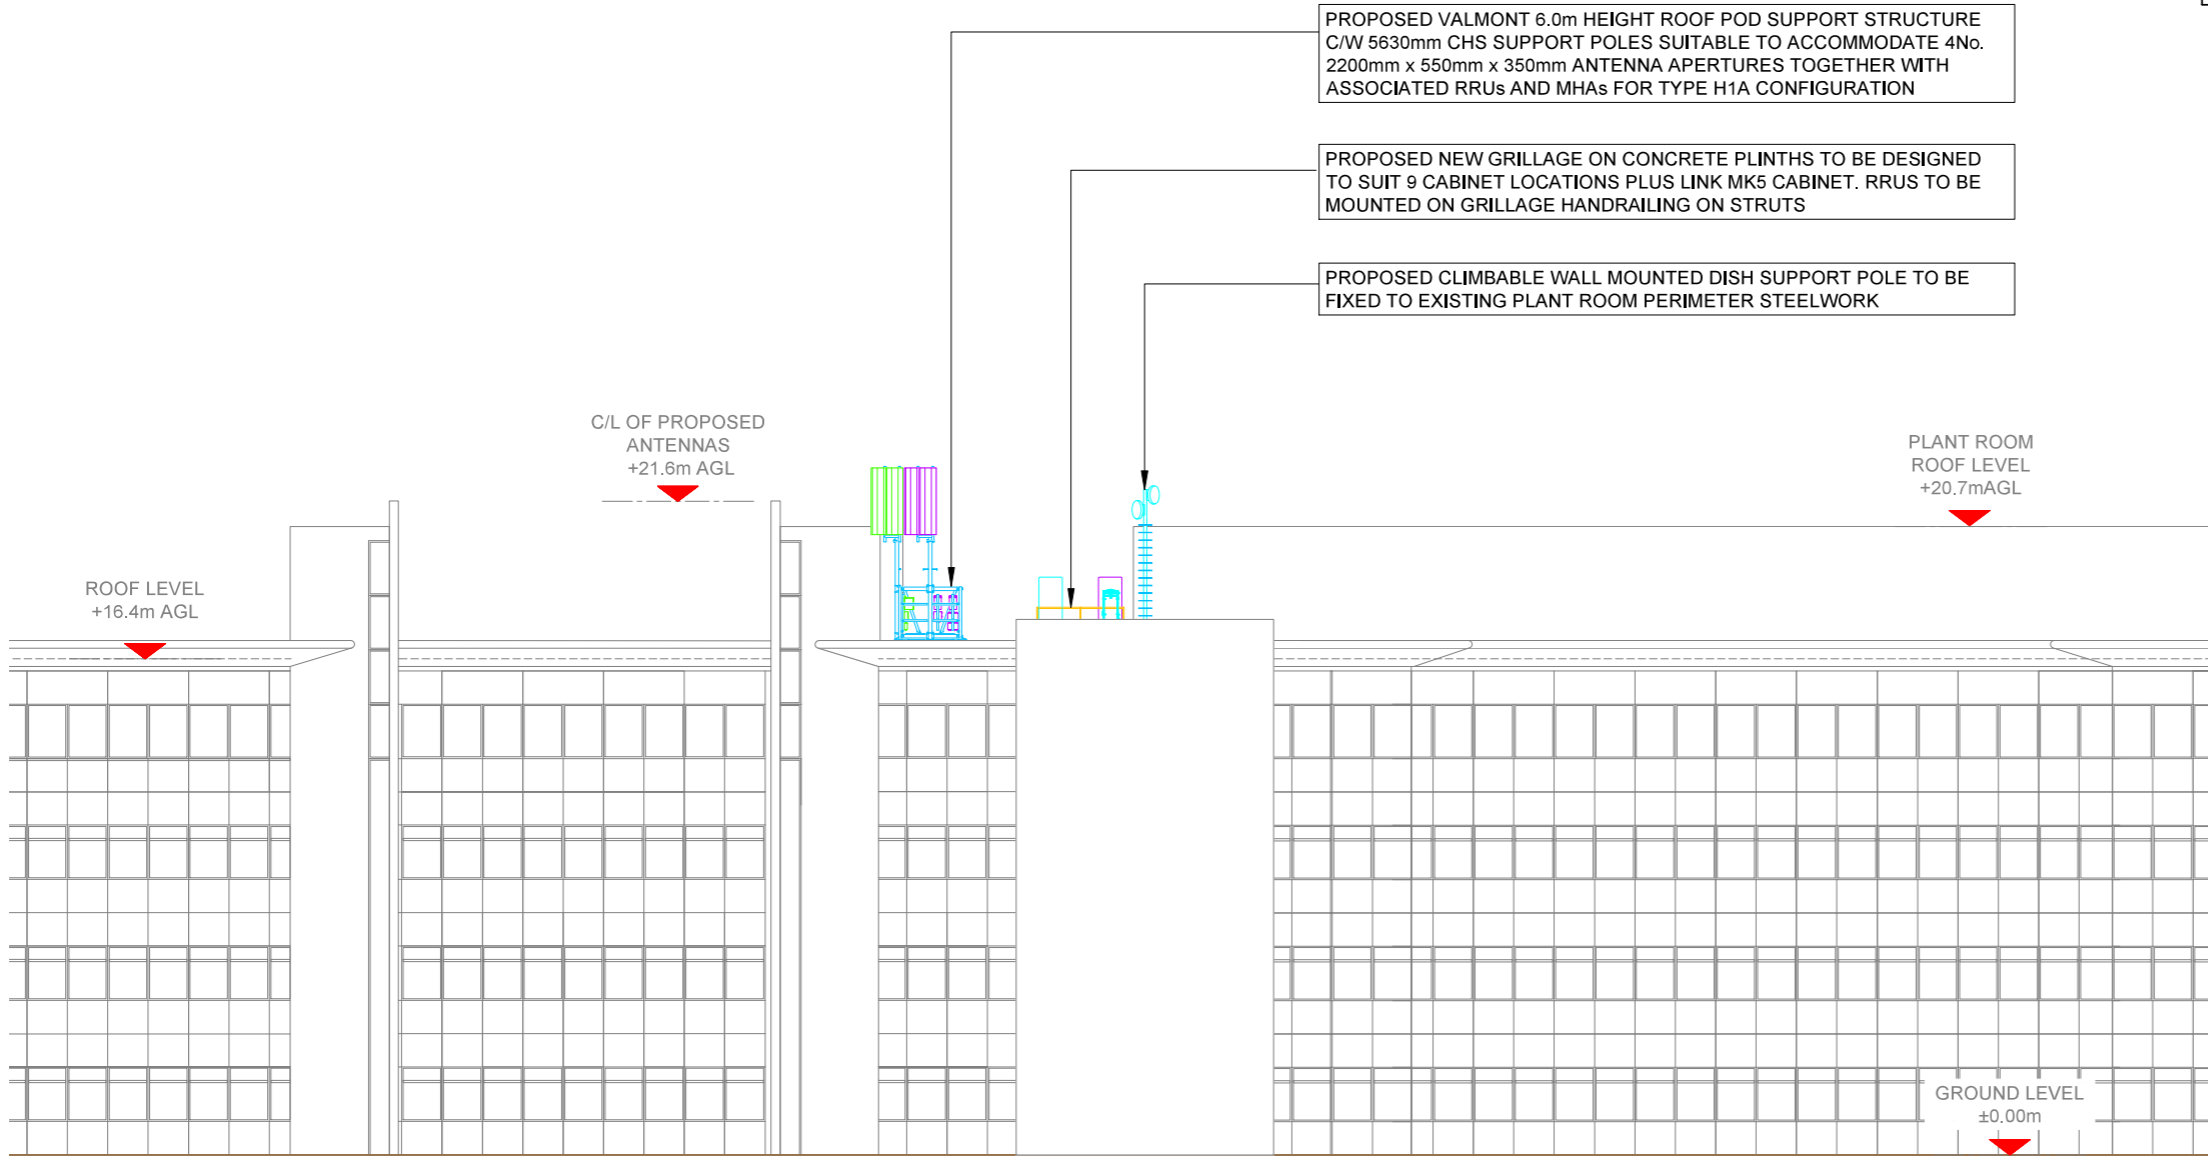 PROPOSED VALMONT 6.0m HEIGHT ROOF POD SUPPORT STRUCTURE
C/W 5630mm CHS SUPPORT POLES SUITABLE TO ACCOMMODATE 4No.
2200mm x 550mm x 350mm ANTENNA APERTURES TOGETHER WITH
ASSOCIATED RRUs AND MHAs FOR TYPE H1A CONFIGURATION
PROPOSED NEW GRILLAGE ON CONCRETE PLINTHS TO BE DESIGNED
TO SUIT 9 CABINET LOCATIONS PLUS LINK MK5 CABINET. RRUS TO BE
MOUNTED ON GRILLAGE HANDRAILING ON STRUTS
PROPOSED CLIMBABLE WALL MOUNTED DISH SUPPORT POLE TO BE
FIXED TO EXISTING PLANT ROOM PERIMETER STEELWORK
C/L OF PROPOSED
ANTENNAS
+21.6m AGL
PLANT ROOM
ROOF LEVEL
+20.7mAGL
ROOF LEVEL
+16.4m AGL
GROUND LEVEL
±0.00m